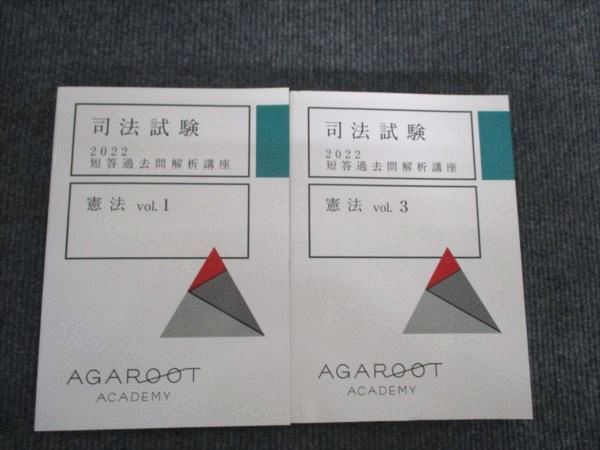 司法試験
2022
短答過去問解析講座
憲法 vol. 1
AGAROOT
ACADEMY
司法試験
2022
短答過去問解析講座
憲法 vol. 3
AGAROOT
ACADEMY